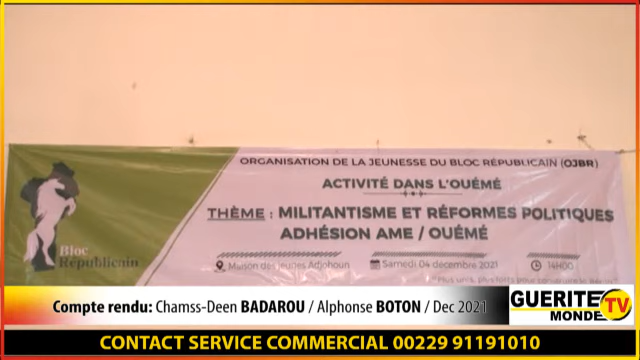 ORGANISATION DE LA JEUNESSE DU BLOC RÉPUBLICAIN (OJBR)
ACTIVITÉ DANS L'OUÉMÉ
THÈME : MILITANTISME ET RÉFORMES POLITIQUES
ADHÉSION AME / OUÉMÉ
Bloc
Républicain
Maison des jeunes Adjohoun
Samedi 04 décembre 2021
14H00
Compte rendu: Chamss-Deen BADAROU / Alphonse BOTON / Dec 2021
GUERITE
MONDE
TV
CONTACT SERVICE COMMERCIAL 00229 91191010